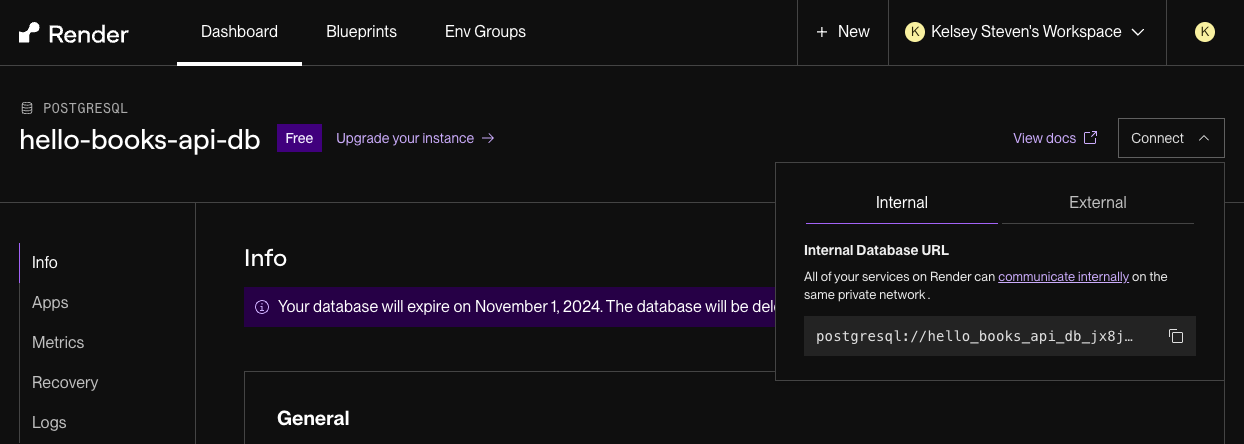 Render
Dashboard
Blueprints
Env Groups
+ New
K Kelsey Steven's Workspace
K
POSTGRESQL
hello-books-api-db
Free
Upgrade your instance →
View docs
Connect
Internal
External
Internal Database URL
All of your services on Render can communicate internally on the
same private network.
postgresql://hello_books_api_db_jx8j…
Info
Apps
Metrics
Recovery
Logs
Info
Your database will expire on November 1, 2024. The database will be del
General